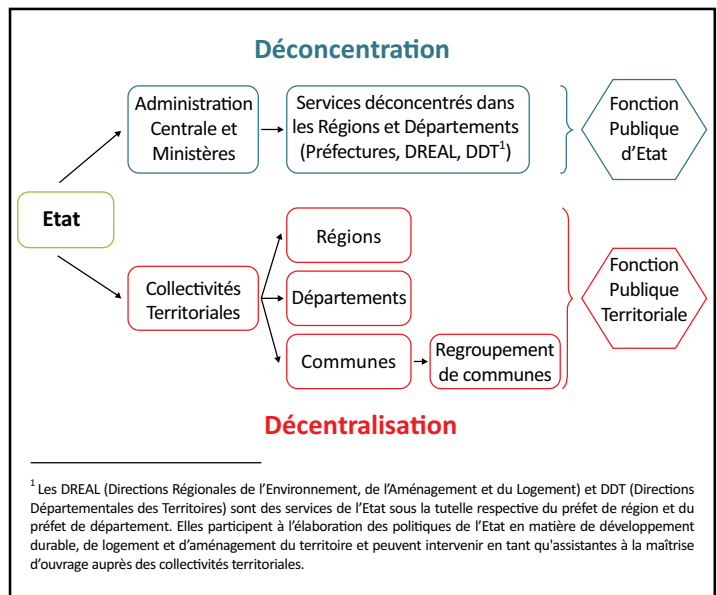 Déconcentration
Administration
Centrale et
Ministères
Services déconcentrés dans
les Régions et Départements
(Préfectures, DREAL, DDT¹)
Fonction
Publique
d'Etat
Etat
Collectivités
Territoriales
Régions
Départements
Communes
Regroupement
de communes
Fonction
Publique
Territoriale
Décentralisation
¹ Les DREAL (Directions Régionales de l'Environnement, de l'Aménagement et du Logement) et DDT (Directions
Départementales des Territoires) sont des services de l'Etat sous la tutelle respective du préfet de région et du
préfet de département. Elles participent à l'élaboration des politiques de l'Etat en matière de développement
durable, de logement et d'aménagement du territoire et peuvent intervenir en tant qu'assistantes à la maîtrise
d'ouvrage auprès des collectivités territoriales.